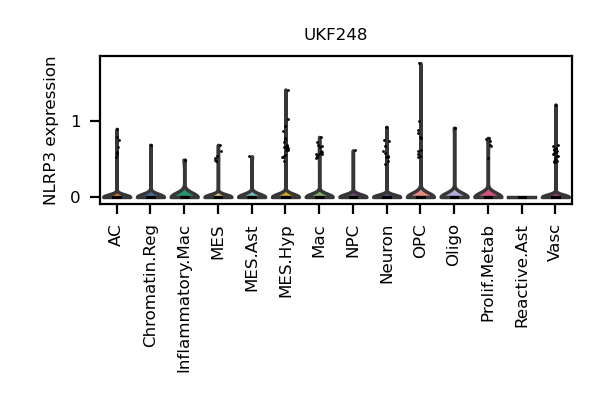 UKF248
NLRP3 expression
1
0
AC
Chromatin.Reg
Inflammatory.Mac
MES
MES.Ast
MES.Hyp
Mac
NPC
Neuron
OPC
Oligo
Prolif.Metab
Reactive.Ast
Vasc